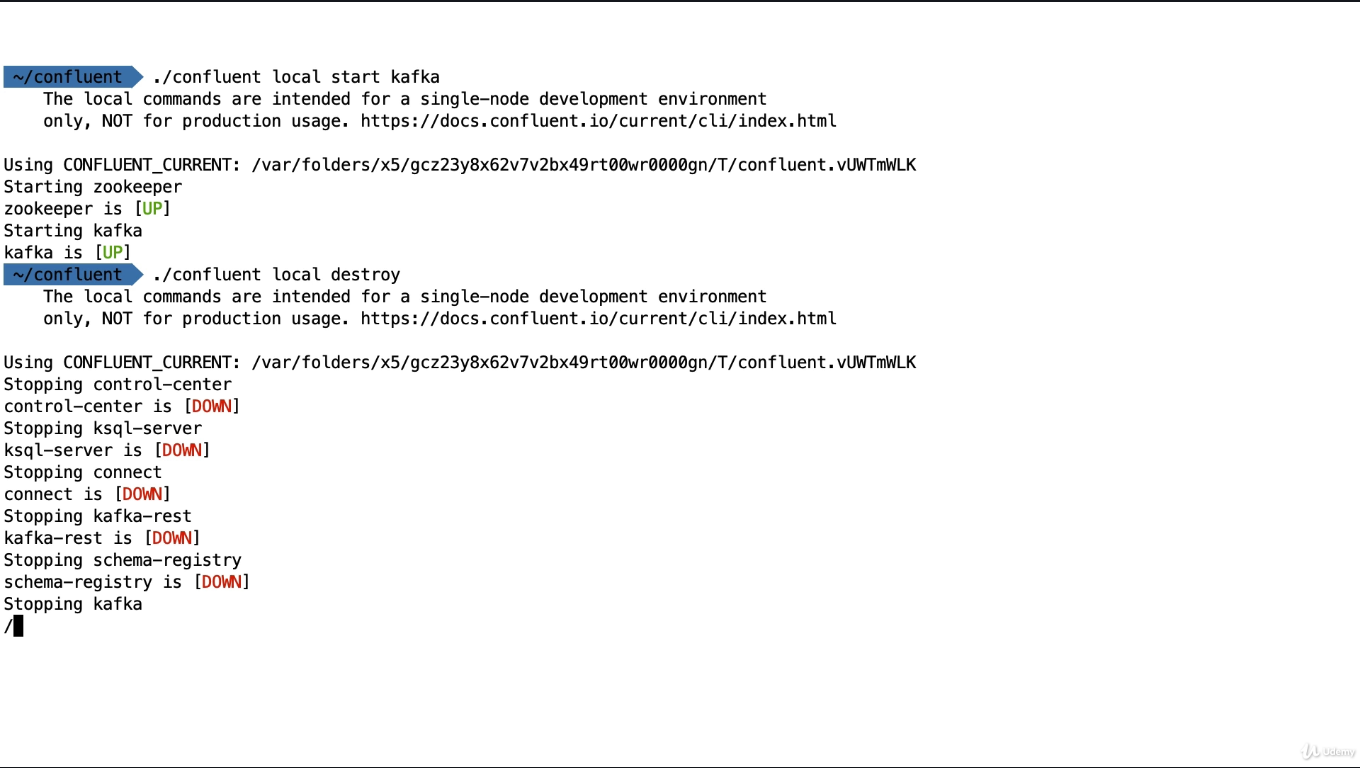 ~/confluent ./confluent local start kafka
The local commands are intended for a single-node development environment
only, NOT for production usage. https://docs.confluent.io/current/cli/index.html
Using CONFLUENT_CURRENT: /var/folders/x5/gcz23y8x62v7v2bx49rt00wr0000gn/T/confluent.vUWTmWLK
Starting zookeeper
zookeeper is [UP]
Starting kafka
kafka is [UP]
~/confluent ./confluent local destroy
The local commands are intended for a single-node development environment
only, NOT for production usage. https://docs.confluent.io/current/cli/index.html
Using CONFLUENT_CURRENT: /var/folders/x5/gcz23y8x62v7v2bx49rt00wr0000gn/T/confluent.vUWTmWLK
Stopping control-center
control-center is [DOWN]
Stopping ksql-server
ksql-server is [DOWN]
Stopping connect
connect is [DOWN]
Stopping kafka-rest
kafka-rest is [DOWN]
Stopping schema-registry
schema-registry is [DOWN]
Stopping kafka
/
Udemy